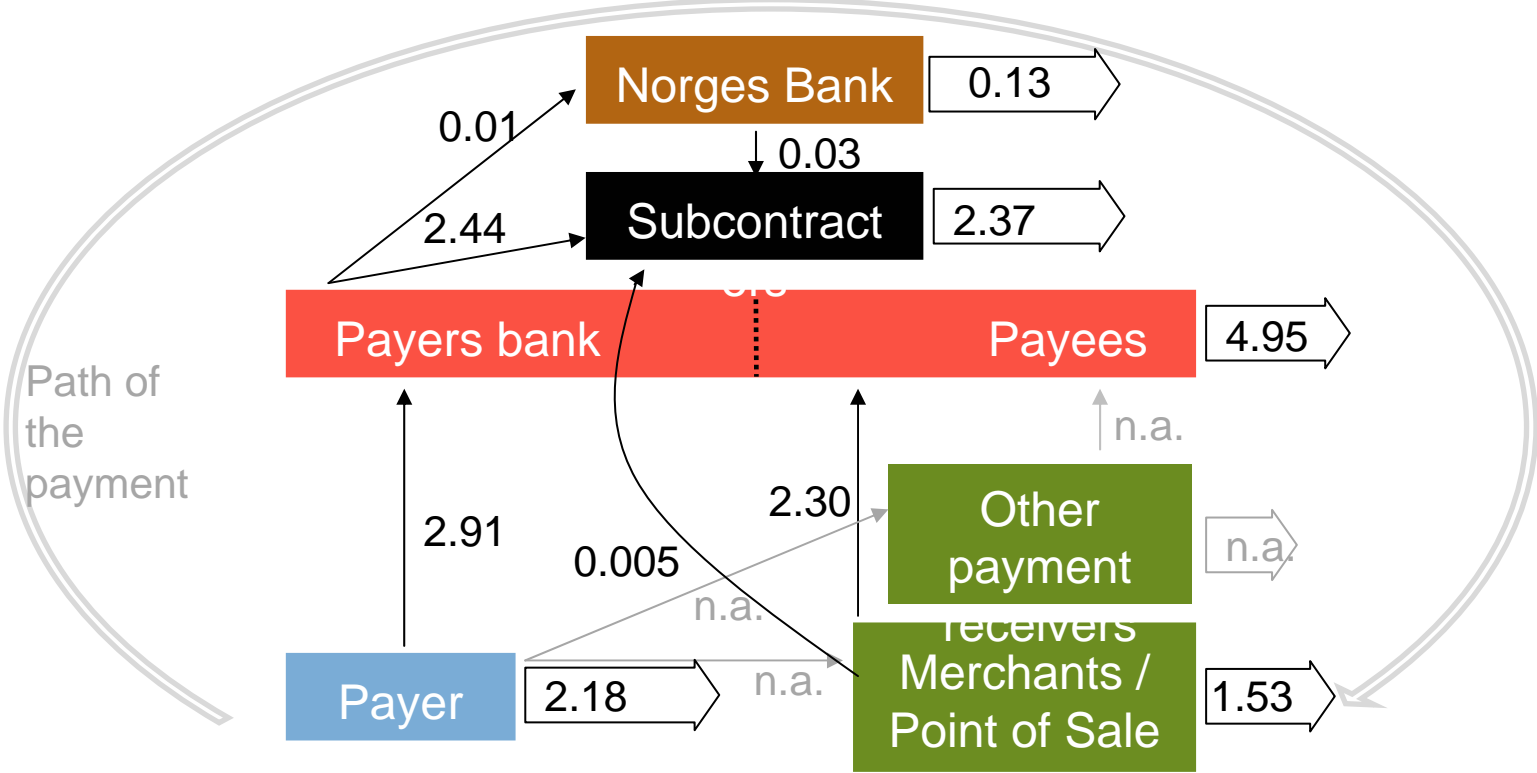 Norges Bank
0.13
0.01
0.03
Subcontract
2.37
2.44
Payers bank
Payees
4.95
Path of
the
payment
n.a.
2.91
2.30
0.005
Other
payment
receivers
n.a.
n.a.
Payer
2.18
n.a.
Merchants /
Point of Sale
1.53